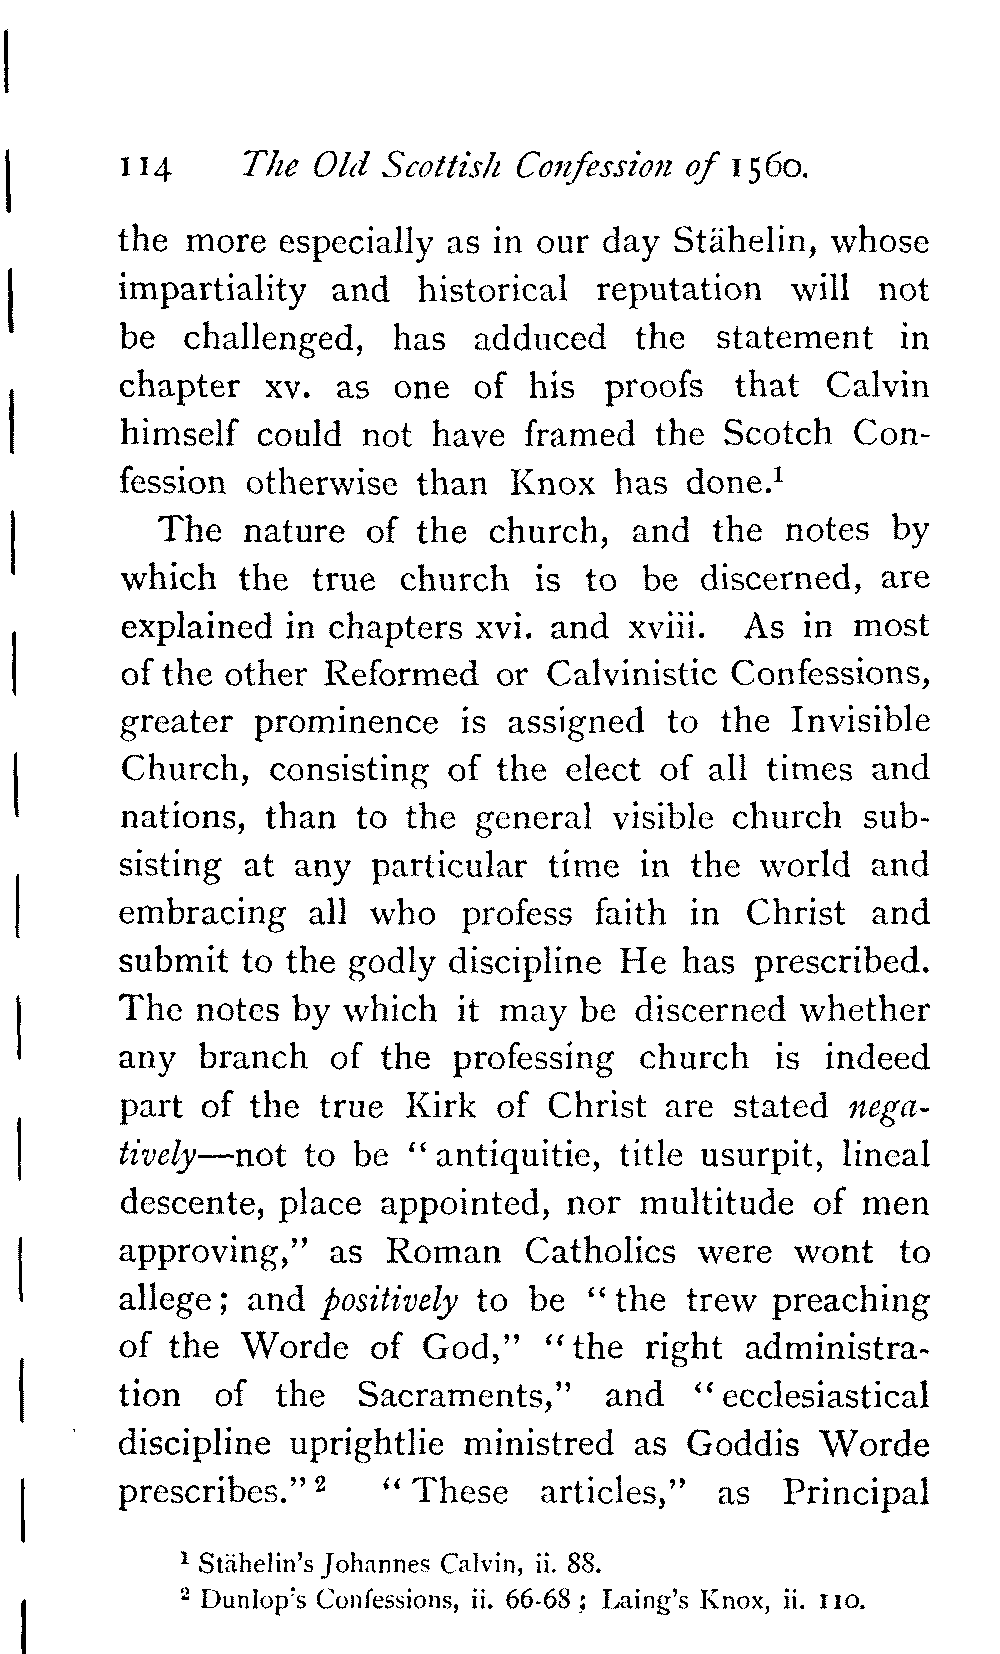 114 The Old Scottish Confession of 1560.
the more especially as in our day Stähelin, whose
impartiality and historical reputation will not
be challenged, has adduced the statement in
chapter xv. as one of his proofs that Calvin
himself could not have framed the Scotch Con-
fession otherwise than Knox has done.¹
The nature of the church, and the notes by
which the true church is to be discerned, are
explained in chapters xvi. and xviii. As in most
of the other Reformed or Calvinistic Confessions,
greater prominence is assigned to the Invisible
Church, consisting of the elect of all times and
nations, than to the general visible church sub-
sisting at any particular time in the world and
embracing all who profess faith in Christ and
submit to the godly discipline He has prescribed.
The notes by which it may be discerned whether
any branch of the professing church is indeed
part of the true Kirk of Christ are stated nega-
tively—not to be “antiquitie, title usurpit, lineal
descente, place appointed, nor multitude of men
approving,” as Roman Catholics were wont to
allege; and positively to be “the trew preaching
of the Worde of God,” “the right administra-
tion of the Sacraments,” and “ecclesiastical
discipline uprightlie ministred as Goddis Worde
prescribes.”² “These articles,” as Principal
¹ Stähelin's Johannes Calvin, ii. 88.
² Dunlop's Confessions, ii. 66-68; Laing's Knox, ii. 110.